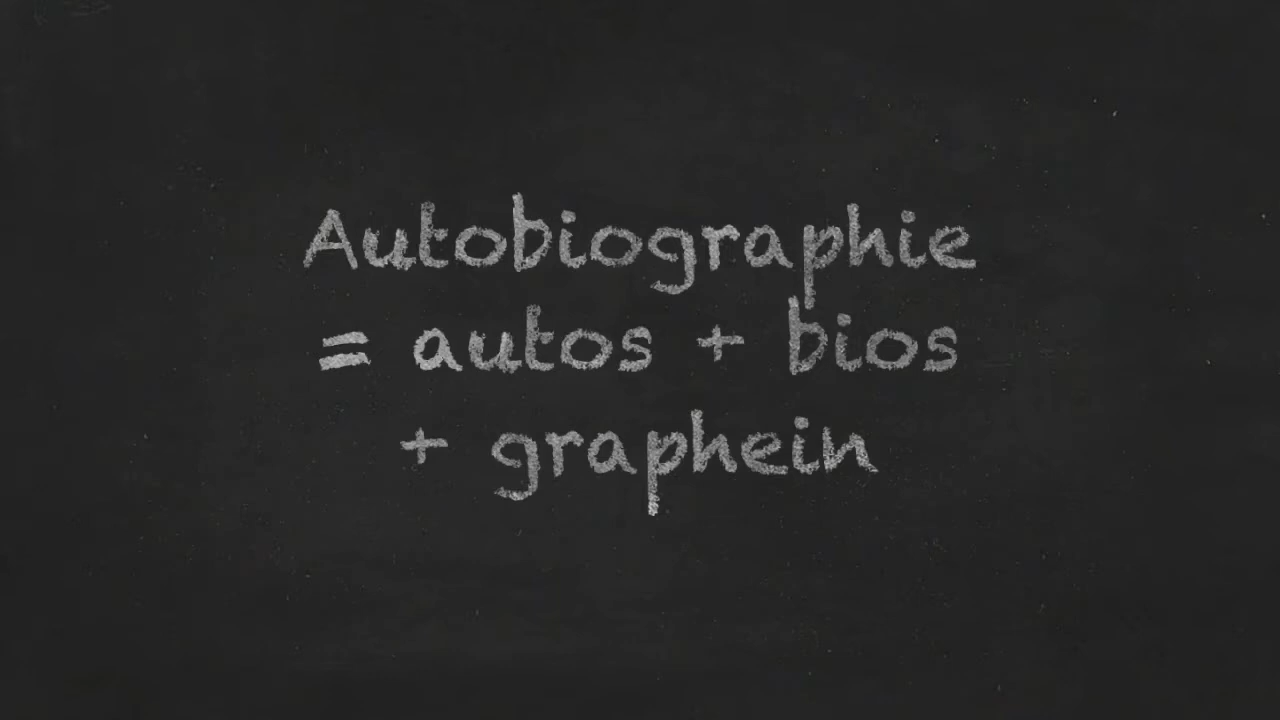 Autobiographie
= autos + bios
+ graphein